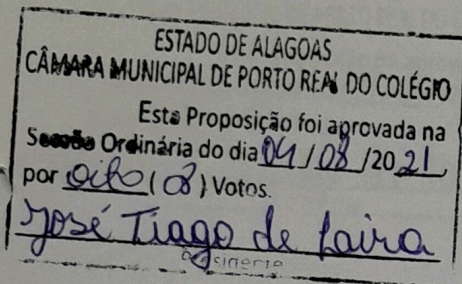 ESTADO DE ALAGOAS
CÂMARA MUNICIPAL DE PORTO REAL DO COLÉGIO
Esta Proposição foi aprovada na
Sessão Ordinária do dia 04/08/2021,
por oito (08) Votos.
José Tiago de
Presidente